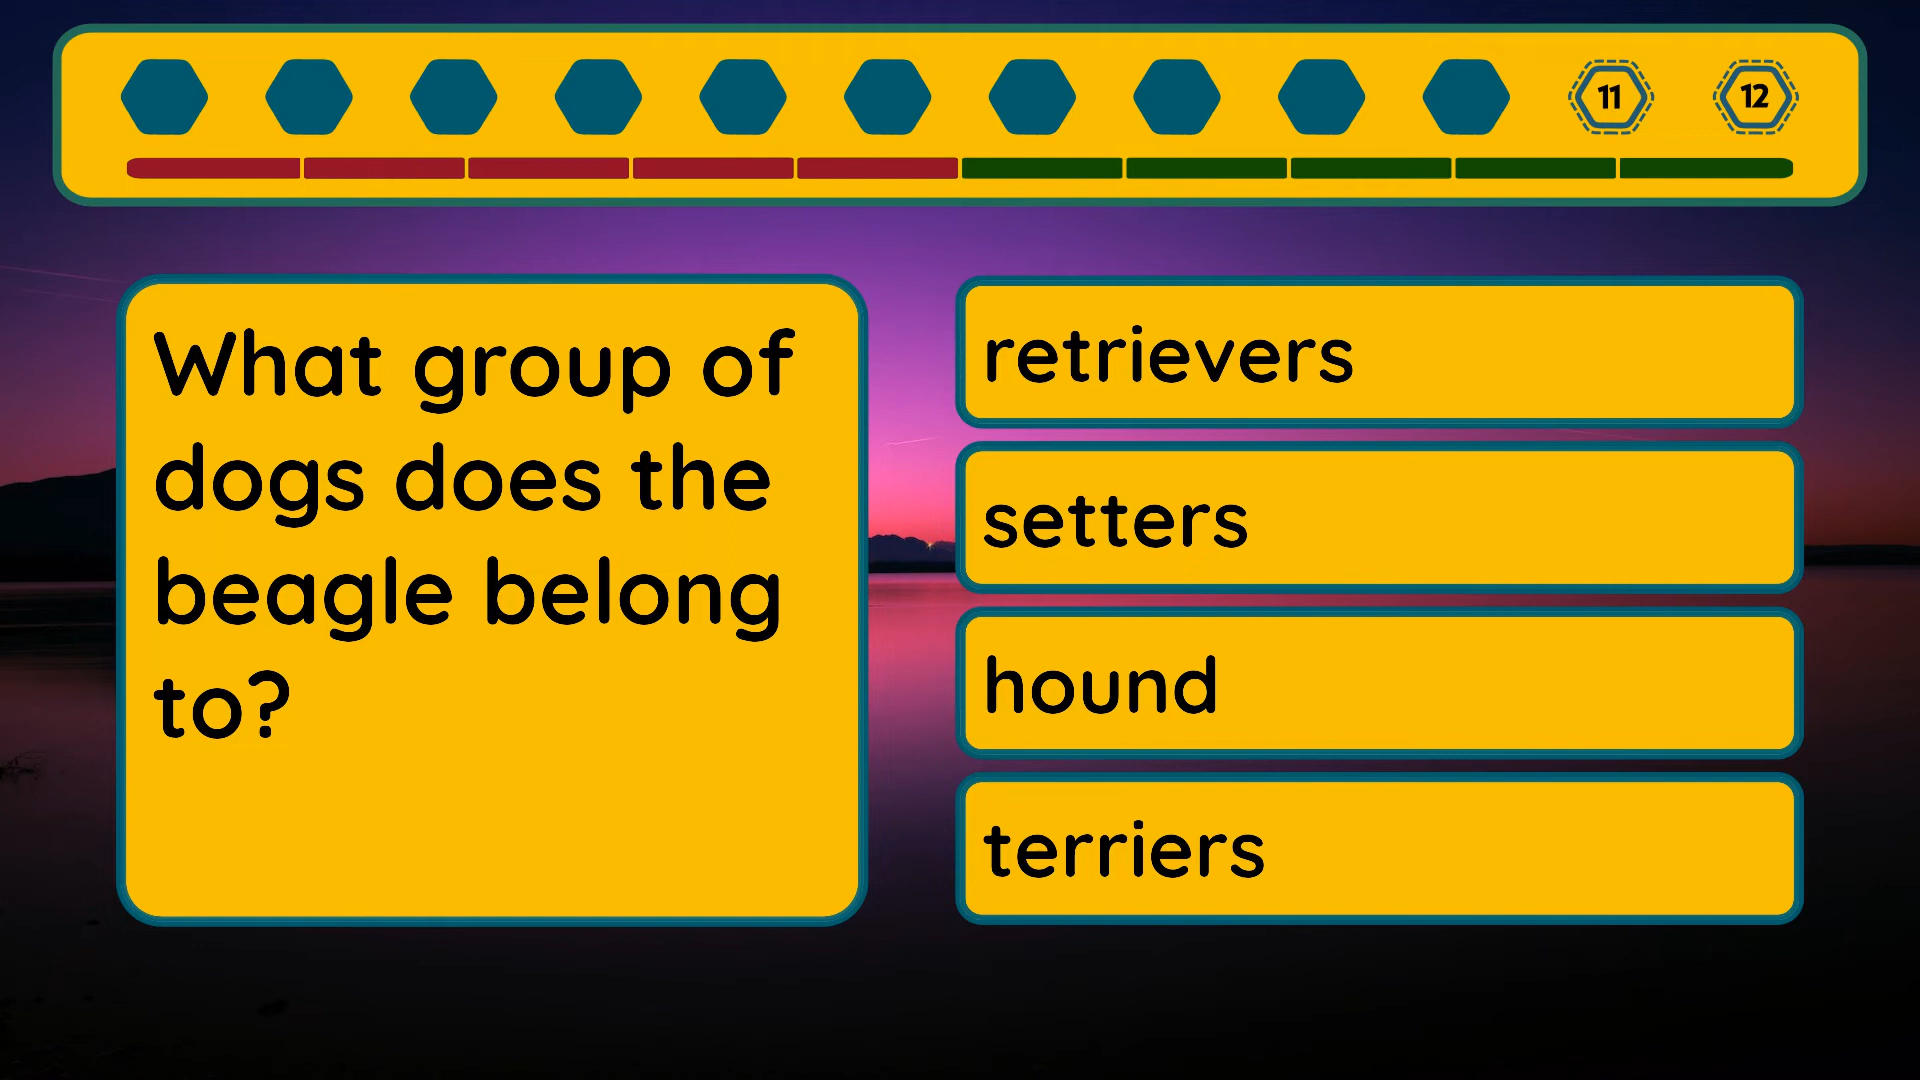 11
12
What group of
dogs does the
beagle belong
to?
retrievers
setters
hound
terriers